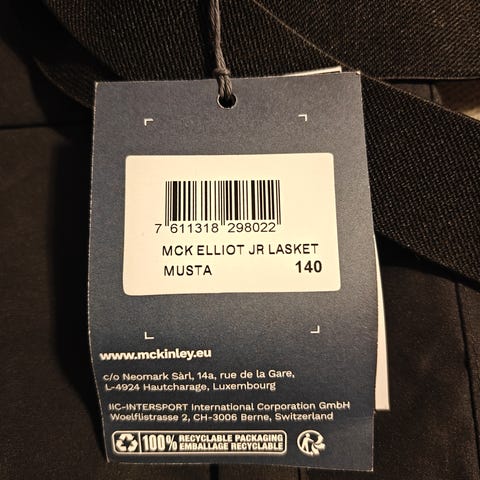 7 611318 298022
MCK ELLIOT JR LASKET
MUSTA 140
www.mckinley.eu
c/o Neomark Sàrl, 14a, rue de la Gare,
L-4924 Hautcharage, Luxembourg
IIC-INTERSPORT International Corporation GmbH
Woelflistrasse 2, CH-3006 Berne, Switzerland
100% RECYCLABLE PACKAGING
EMBALLAGE RECYCLABLE